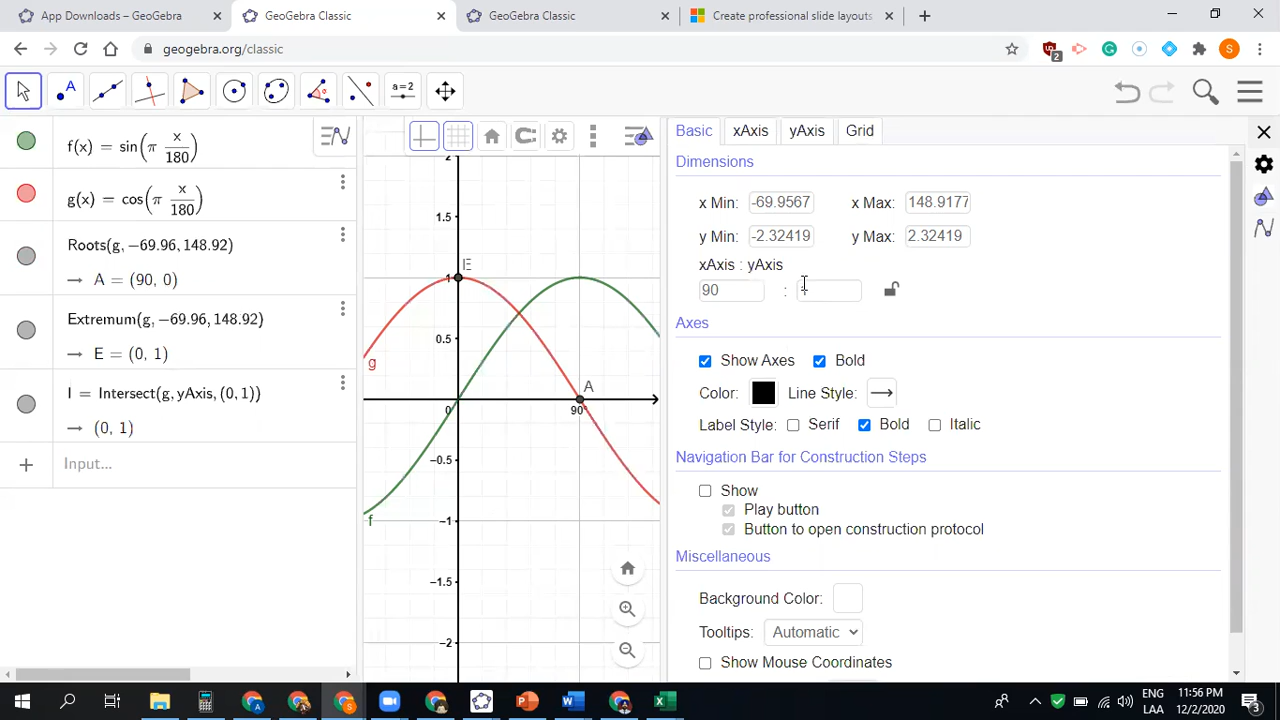 App Downloads – GeoGebra
GeoGebra Classic
GeoGebra Classic
Create professional slide layouts
geogebra.org/classic
2
S
A
a = 2
f(x) = sin(π x/180)
g(x) = cos(π x/180)
Roots(g, −69.96, 148.92)
→ A = (90, 0)
Extremum(g, −69.96, 148.92)
→ E = (0, 1)
I = Intersect(g, yAxis, (0, 1))
→ (0, 1)
+ Input...
2
1.5
E
1
0.5
g
A
0
90°
−0.5
f
−1
−1.5
−2
Basic xAxis yAxis Grid
Dimensions
x Min: -69.9567 x Max: 148.9177
y Min: -2.32419 y Max: 2.32419
xAxis : yAxis
90 :
Axes
Show Axes Bold
Color: Line Style:
Label Style: Serif Bold Italic
Navigation Bar for Construction Steps
Show
Play button
Button to open construction protocol
Miscellaneous
Background Color:
Tooltips: Automatic
Show Mouse Coordinates
ENG 11:56 PM
LAA 12/2/2020
3